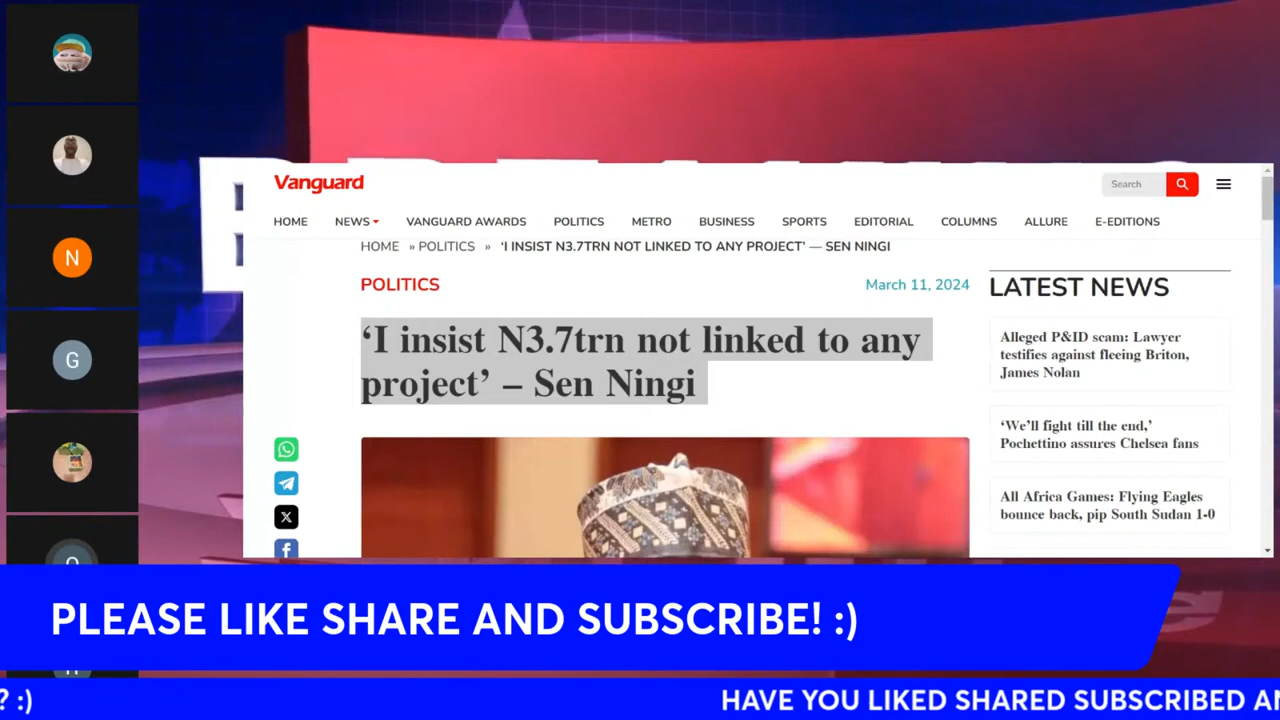 Vanguard
Search
HOME NEWS VANGUARD AWARDS POLITICS METRO BUSINESS SPORTS EDITORIAL COLUMNS ALLURE E-EDITIONS
HOME » POLITICS » ‘I INSIST N3.7TRN NOT LINKED TO ANY PROJECT’ — SEN NINGI
POLITICS
March 11, 2024
‘I insist N3.7trn not linked to any
project’ – Sen Ningi
LATEST NEWS
Alleged P&ID scam: Lawyer
testifies against fleeing Briton,
James Nolan
‘We’ll fight till the end,’
Pochettino assures Chelsea fans
All Africa Games: Flying Eagles
bounce back, pip South Sudan 1-0
N
G
PLEASE LIKE SHARE AND SUBSCRIBE! :)
? :)
HAVE YOU LIKED SHARED SUBSCRIBED